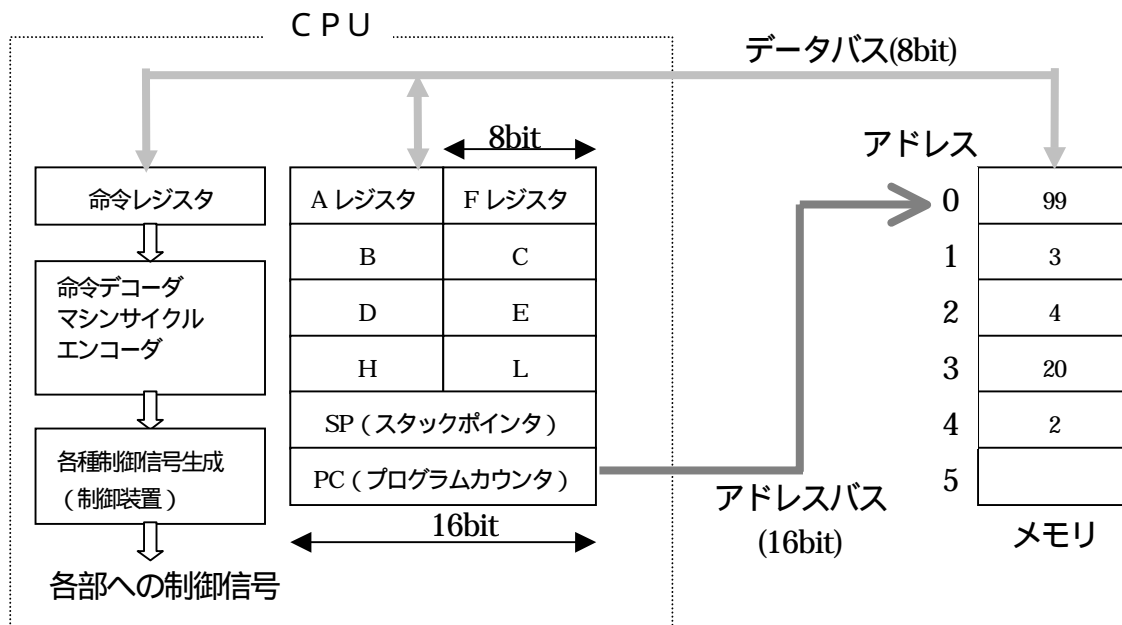 ＣＰＵ
データバス(8bit)
8bit
アドレス
命令レジスタ
A レジスタ
F レジスタ
0
99
B
C
1
3
命令デコーダ
マシンサイクル
エンコーダ
D
E
2
4
H
L
3
20
SP（スタックポインタ）
4
2
各種制御信号生成
（制御装置）
PC（プログラムカウンタ）
5
アドレスバス
(16bit)
16bit
メモリ
各部への制御信号